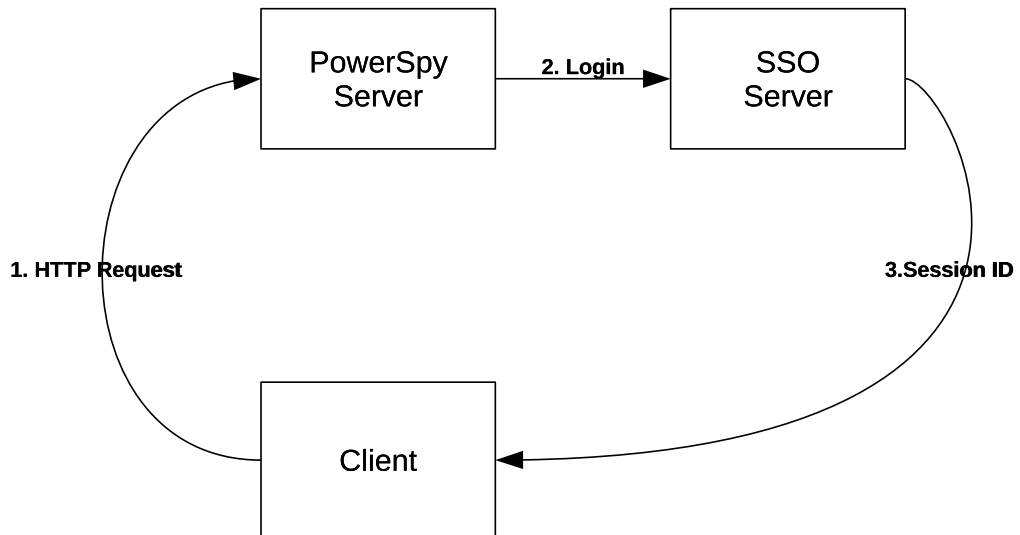 PowerSpy
Server
2. Login
SSO
Server
1. HTTP Request
3.Session ID
Client